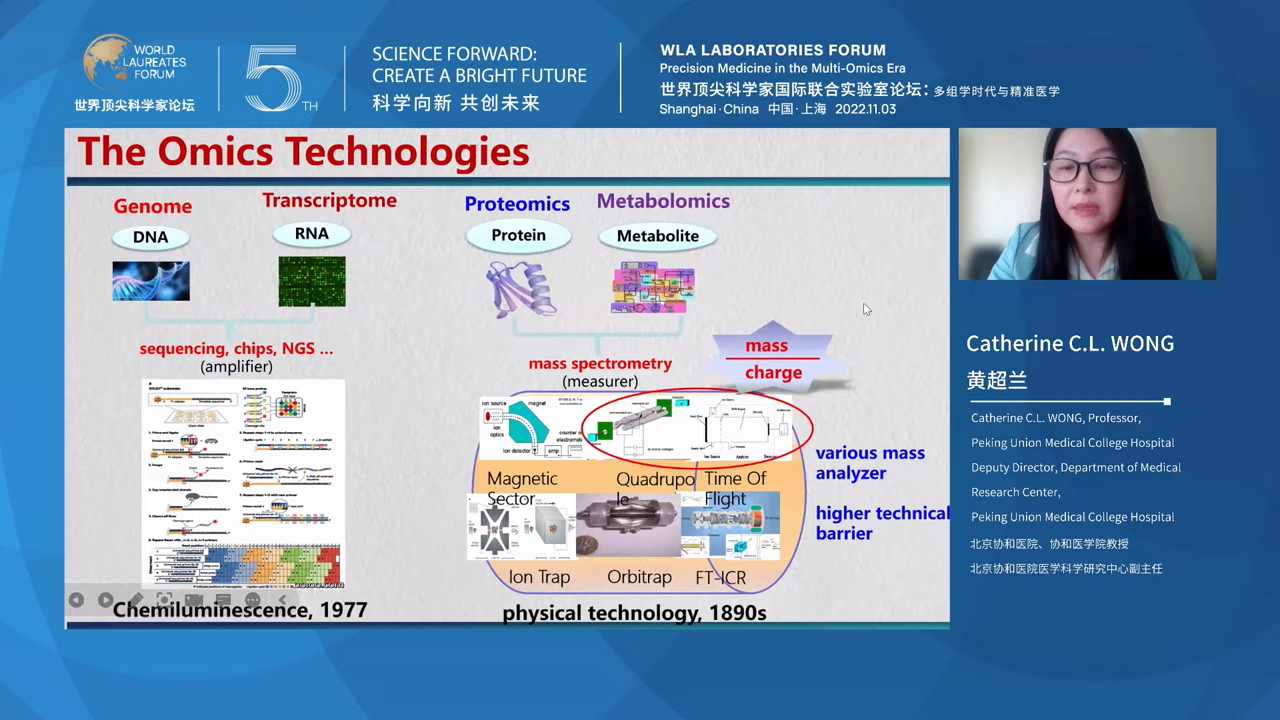 WORLD
LAUREATES
FORUM
世界顶尖科学家论坛
5TH
SCIENCE FORWARD:
CREATE A BRIGHT FUTURE
科学向新 共创未来
WLA LABORATORIES FORUM
Precision Medicine in the Multi-Omics Era
世界顶尖科学家国际联合实验室论坛：多组学时代与精准医学
Shanghai·China 中国·上海 2022.11.03
The Omics Technologies
Genome
Transcriptome
Proteomics
Metabolomics
DNA
RNA
Protein
Metabolite
sequencing, chips, NGS ...
(amplifier)
mass spectrometry
(measurer)
mass
charge
ion source
magnet
ion
optics
ion detector
amp
Magnetic
Sector
Quadrupo
le
Time Of
Flight
Ion Trap
Orbitrap
FT-ICR
various mass
analyzer
higher technical
barrier
Chemiluminescence, 1977
physical technology, 1890s
Catherine C.L. WONG
黄超兰
Catherine C.L. WONG, Professor,
Peking Union Medical College Hospital
Deputy Director, Department of Medical
Research Center,
Peking Union Medical College Hospital
北京协和医院、协和医学院教授
北京协和医院医学科学研究中心副主任